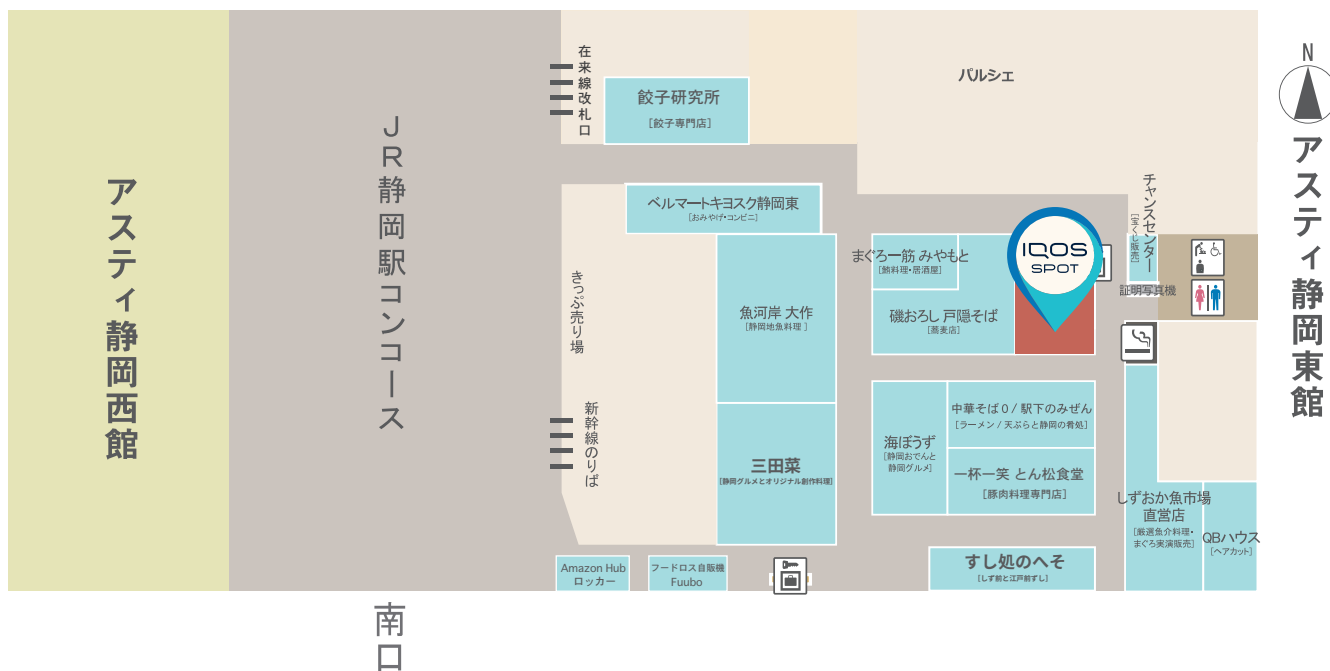 アスティ静岡西館
JR静岡駅コンコース
南口
在来線改札口
餃子研究所
[餃子専門店]
パルシェ
N
アスティ静岡東館
ベルマートキヨスク静岡東
[おみやげ・コンビニ]
きっぷ売り場
新幹線のりば
魚河岸 大作
[静岡地魚料理 ]
三田菜
[静岡グルメとオリジナル創作料理]
まぐろ一筋 みやもと
[鮪料理・居酒屋]
磯おろし 戸隠そば
[蕎麦店]
IQOS
SPOT
チャンスセンター
[宝くじ販売]
証明写真機
海ぼうず
[静岡おでんと
静岡グルメ]
中華そば0/駅下のみぜん
[ラーメン / 天ぷらと静岡の肴処]
一杯一笑 とん松食堂
[豚肉料理専門店]
しずおか魚市場
直営店
[厳選魚介料理・
まぐろ実演販売]
QBハウス
[ヘアカット]
すし処のへそ
[しず前と江戸前ずし]
Amazon Hub
ロッカー
フードロス自販機
Fuubo